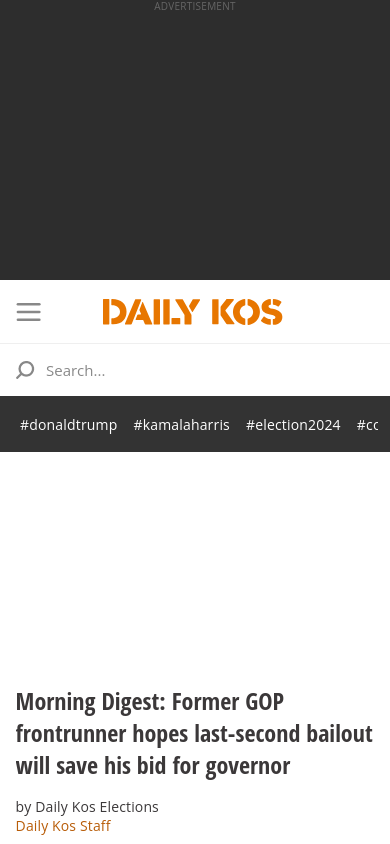 ADVERTISEMENT
DAILY KOS
Search...
#donaldtrump #kamalaharris #election2024
Morning Digest: Former GOP
frontrunner hopes last-second bailout
will save his bid for governor
by Daily Kos Elections
Daily Kos Staff